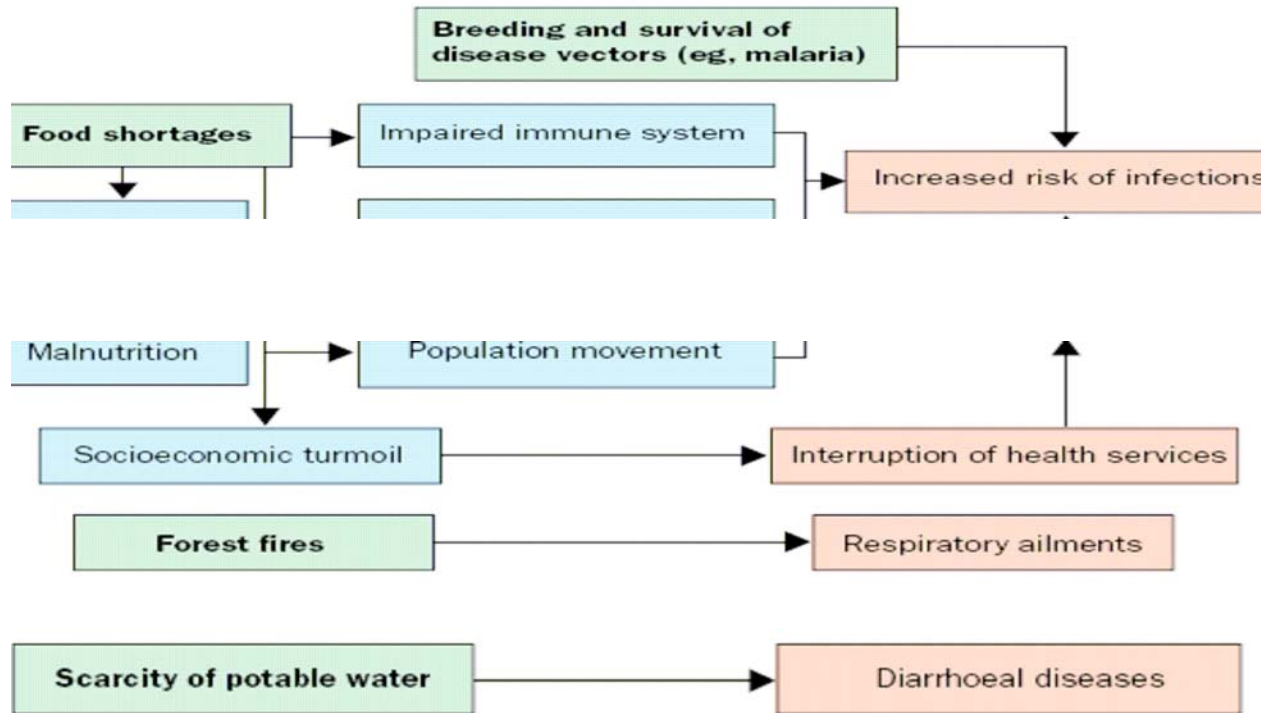 Breeding and survival of
disease vectors (eg, malaria)
Food shortages
Impaired immune system
Increased risk of infections
Malnutrition
Population movement
Socioeconomic turmoil
Interruption of health services
Forest fires
Respiratory ailments
Scarcity of potable water
Diarrhoeal diseases